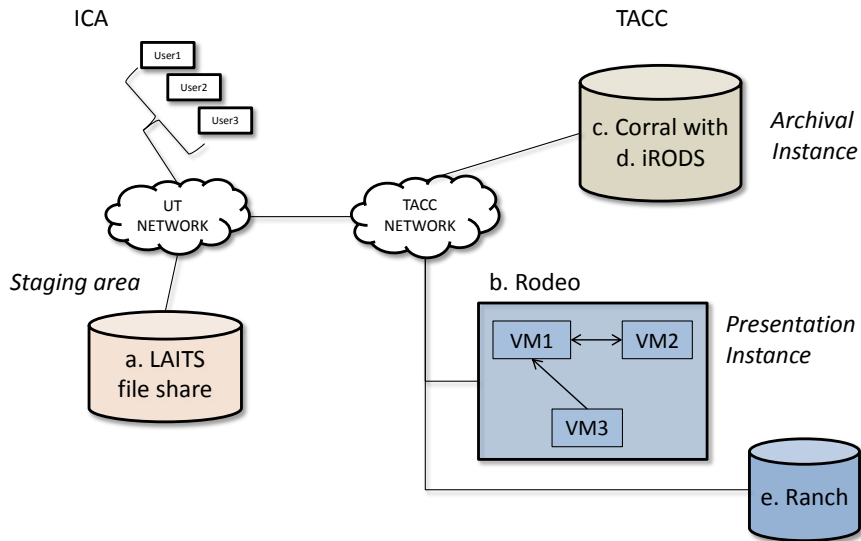 ICA
TACC
User1
User2
User3
c. Corral with
d. iRODS
Archival
Instance
UT
NETWORK
TACC
NETWORK
Staging area
b. Rodeo
a. LAITS
file share
VM1
VM2
VM3
Presentation
Instance
e. Ranch